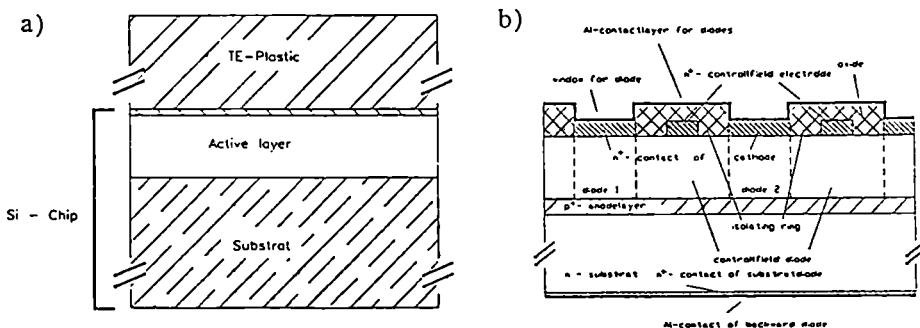 a)
TE-Plastic
Active layer
Si - Chip
Substrat
b)
Al-contactlayer for diodes
n⁺- controllfield electrode
oxide
window for diode
n⁺- contact of cathode
diode 1
diode 2
p⁺- anodelayer
isolating ring
controllfield diode
n - substrat
n⁺-contact of substratdiode
Al-contact of backward diode